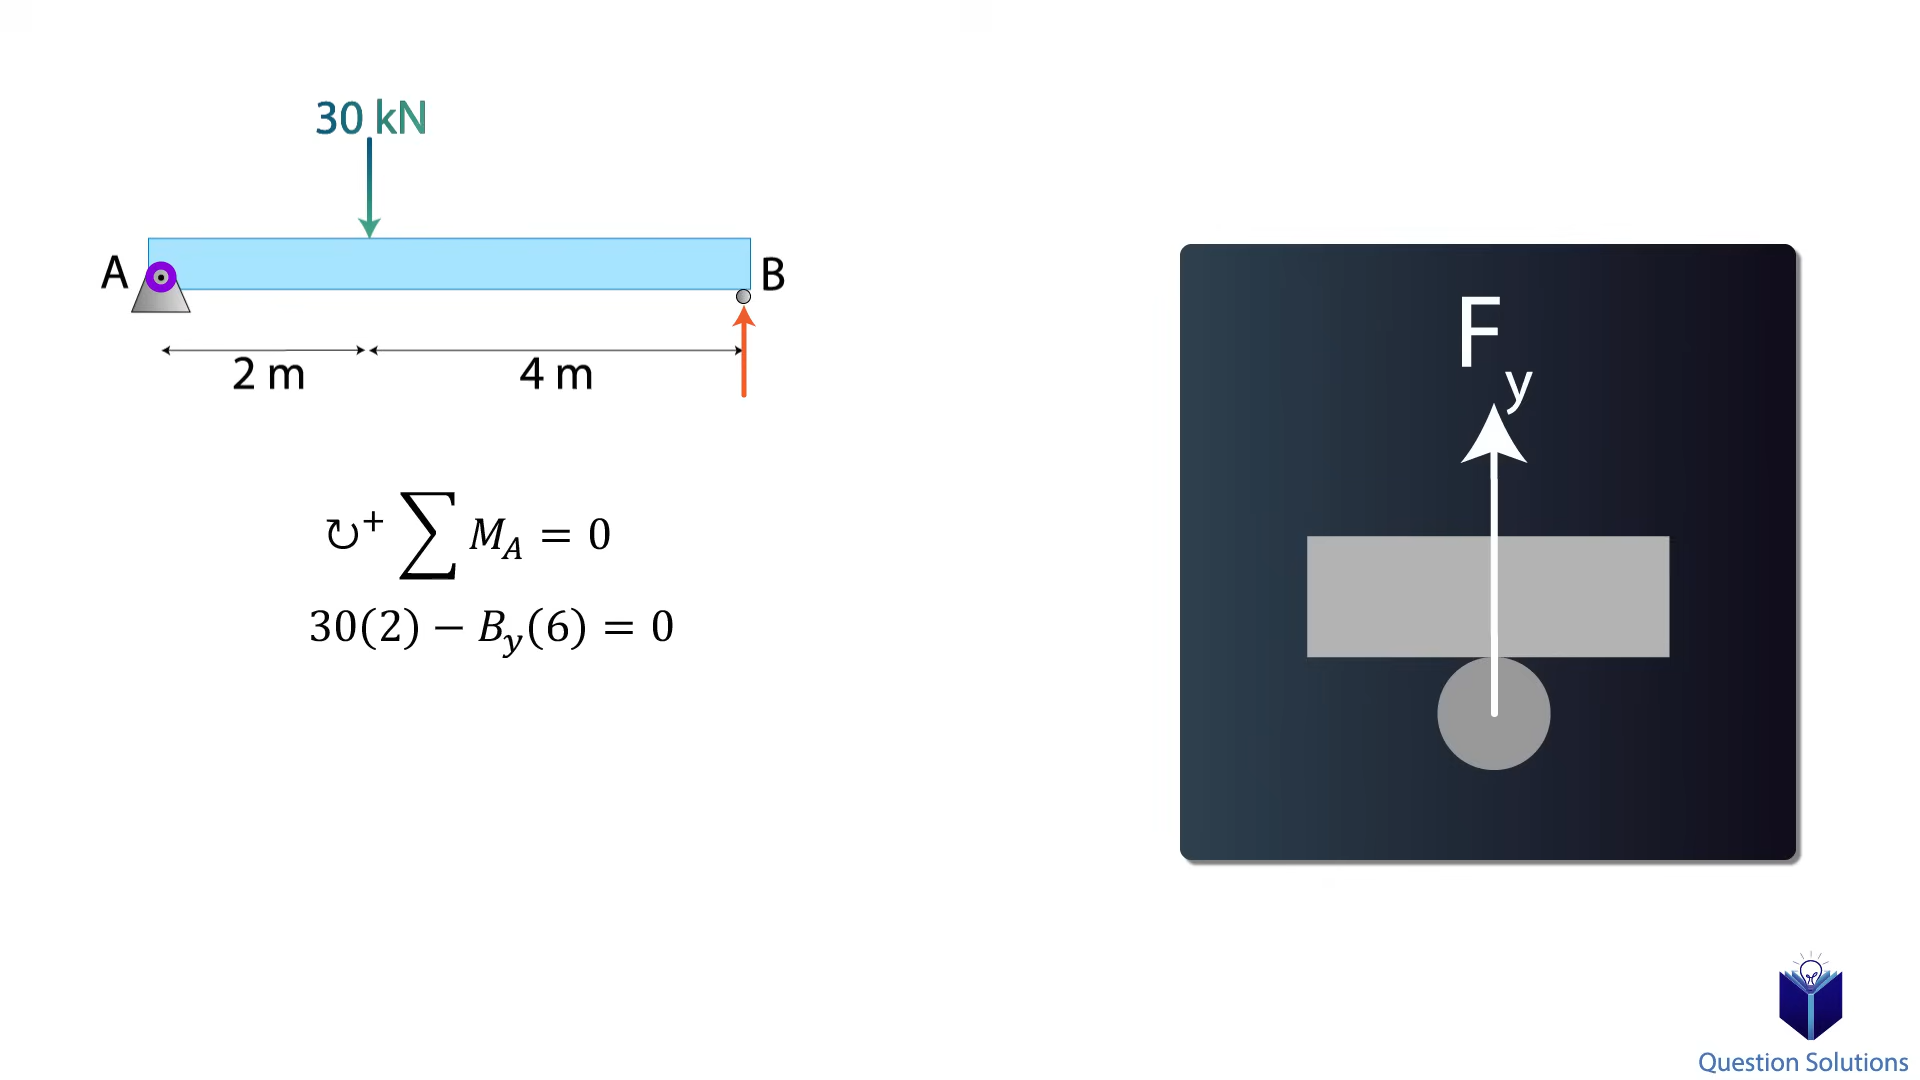 30 kN
A
B
2 m
4 m
↻⁺ ∑ M_A = 0
30(2) − B_y(6) = 0
F_y
Question Solutions